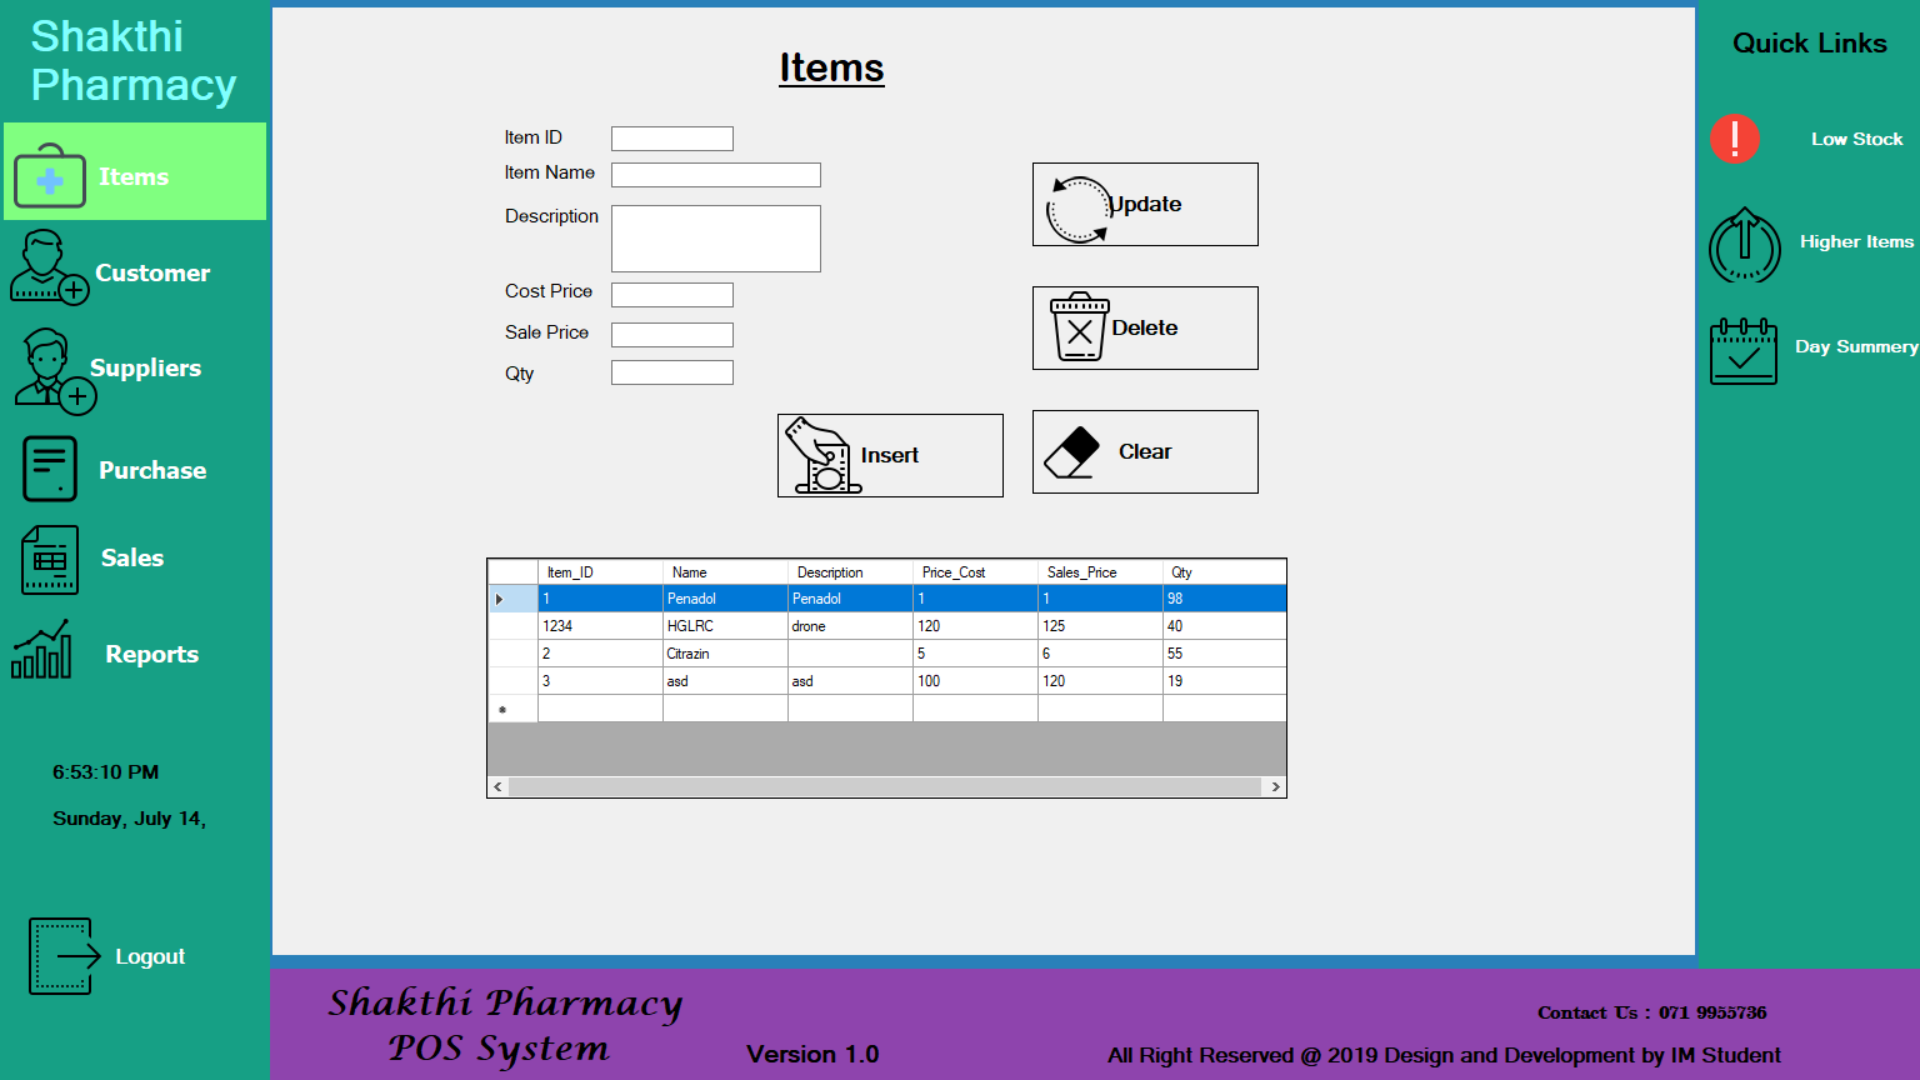 Shakthi
Pharmacy
Items
Customer
Suppliers
Purchase
Sales
Reports
6:53:10 PM
Sunday, July 14,
Logout
Items
Item ID
Item Name
Description
Cost Price
Sale Price
Qty
Update
Delete
Insert
Clear
Item_ID Name Description Price_Cost Sales_Price Qty
1 Penadol Penadol 1 1 98
1234 HGLRC drone 120 125 40
2 Citrazin 5 6 55
3 asd asd 100 120 19
Quick Links
Low Stock
Higher Items
Day Summery
Shakthi Pharmacy
POS System
Version 1.0
Contact Us : 071 9955736
All Right Reserved @ 2019 Design and Development by IM Student